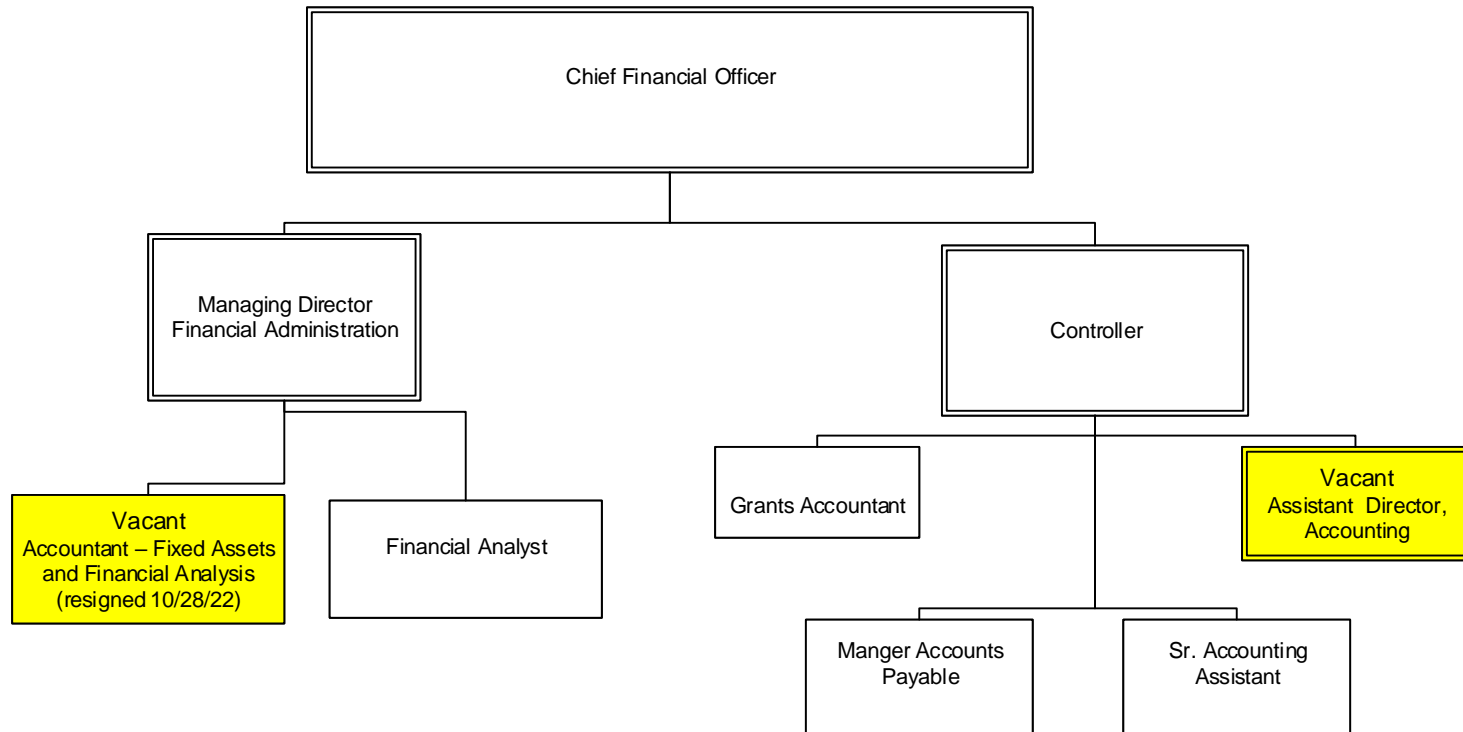 Chief Financial Officer
Managing Director
Financial Administration
Controller
Vacant
Accountant – Fixed Assets
and Financial Analysis
(resigned 10/28/22)
Financial Analyst
Grants Accountant
Vacant
Assistant Director,
Accounting
Manger Accounts
Payable
Sr. Accounting
Assistant